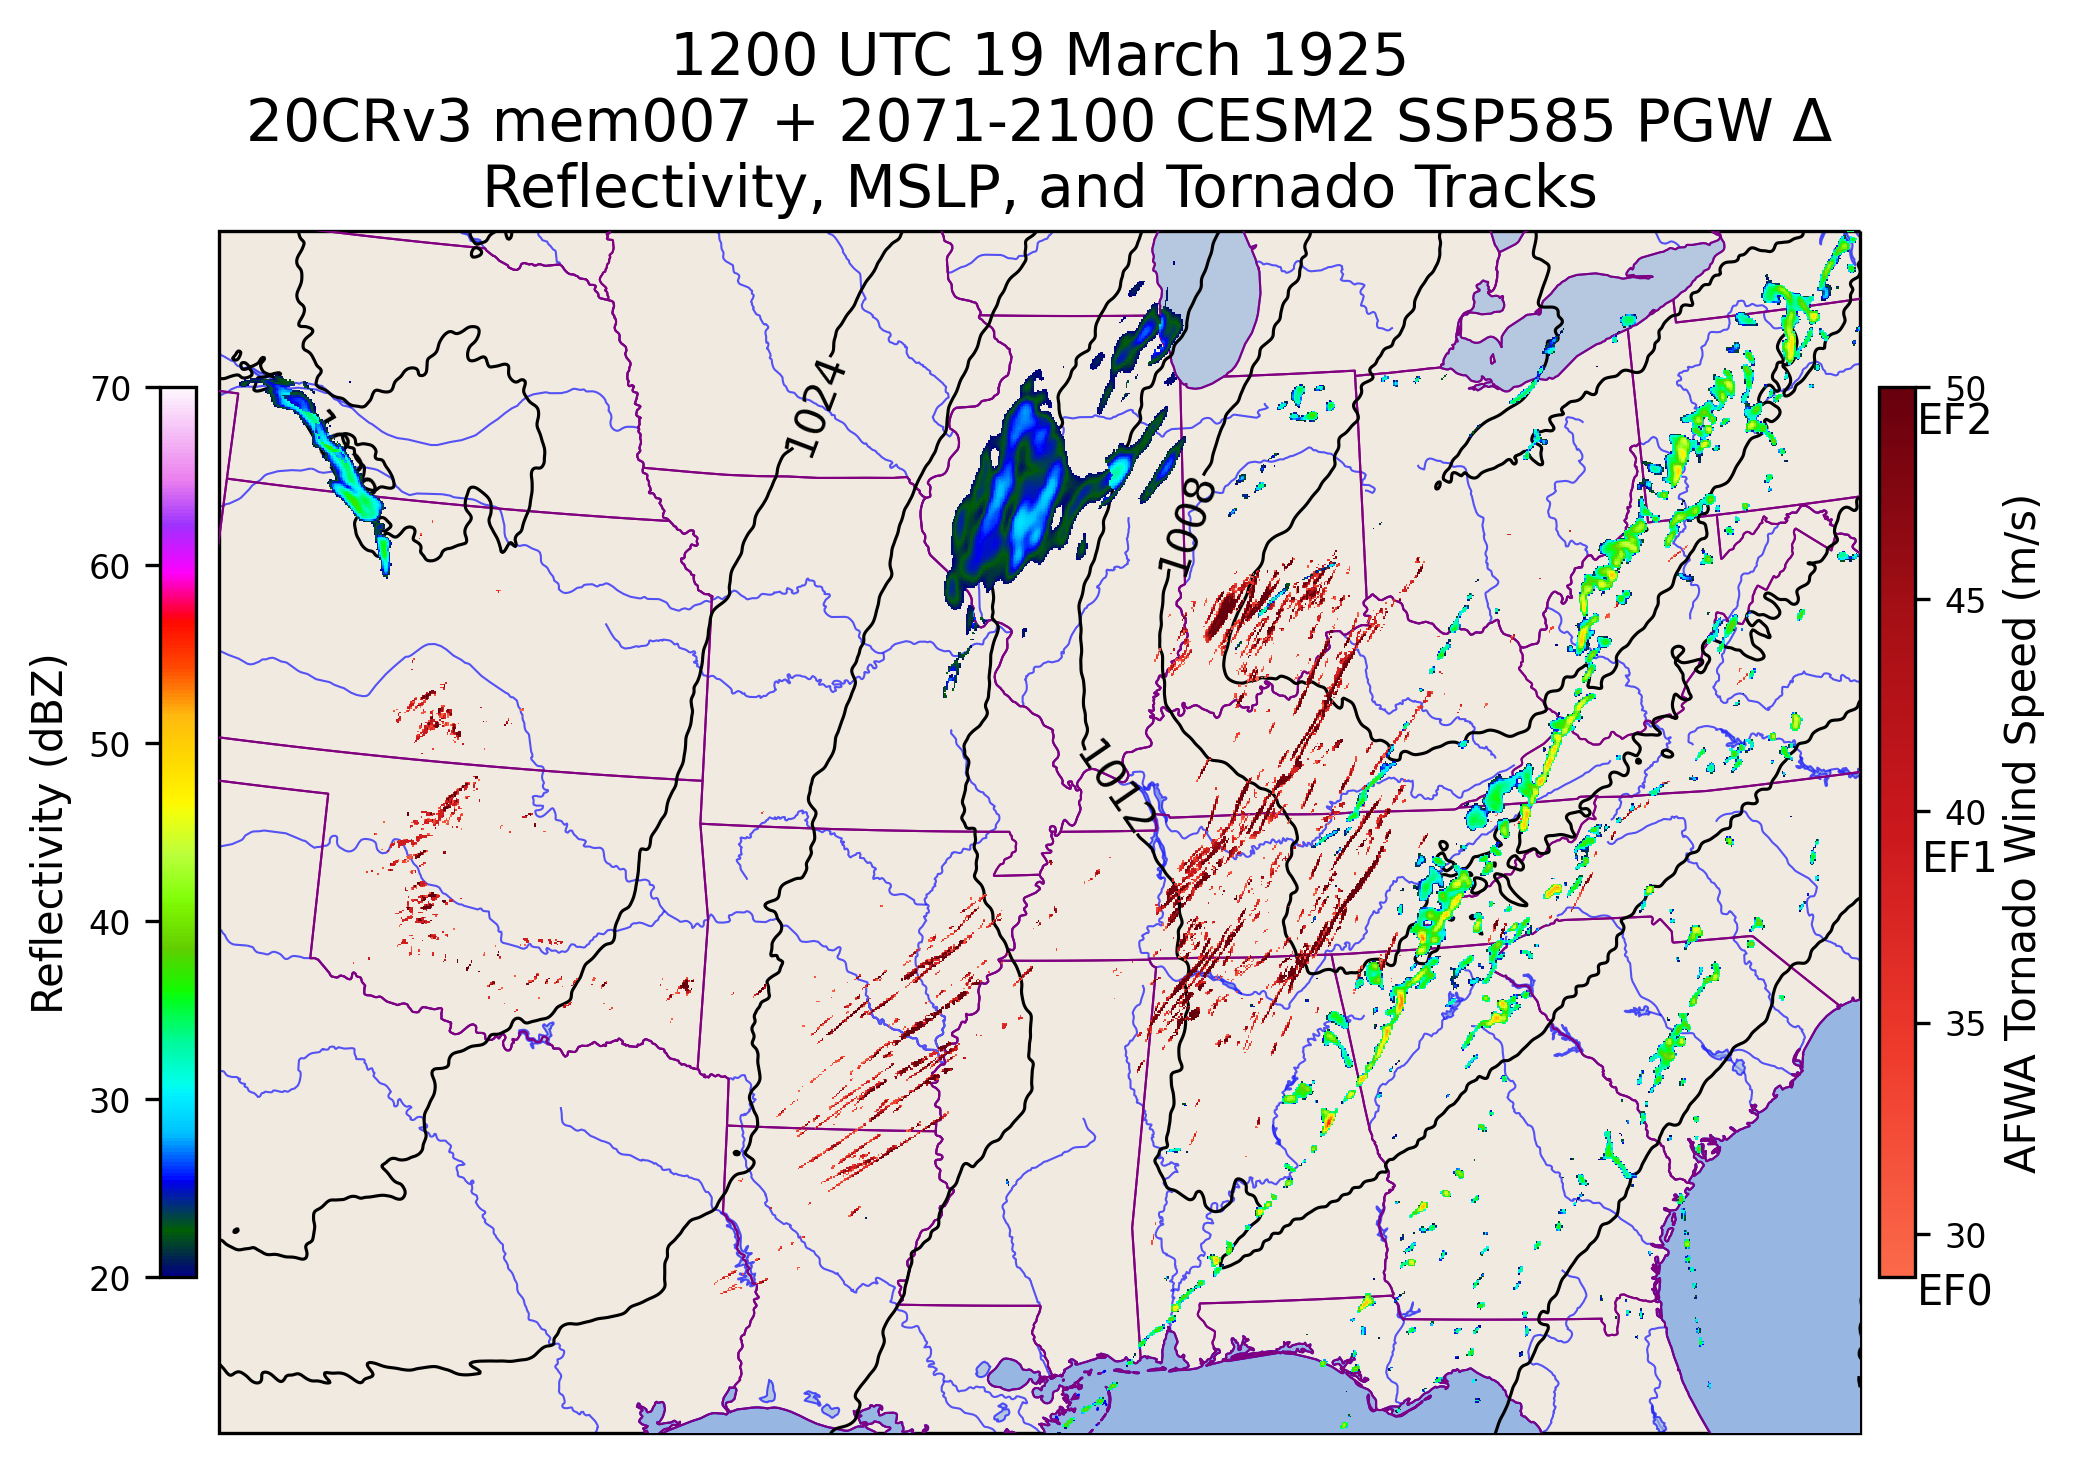 1200 UTC 19 March 1925
20CRv3 mem007 + 2071-2100 CESM2 SSP585 PGW Δ
Reflectivity, MSLP, and Tornado Tracks
70
60
50
40
30
20
Reflectivity (dBZ)
1024
1008
1012
50
EF2
45
40
EF1
35
30
EF0
AFWA Tornado Wind Speed (m/s)